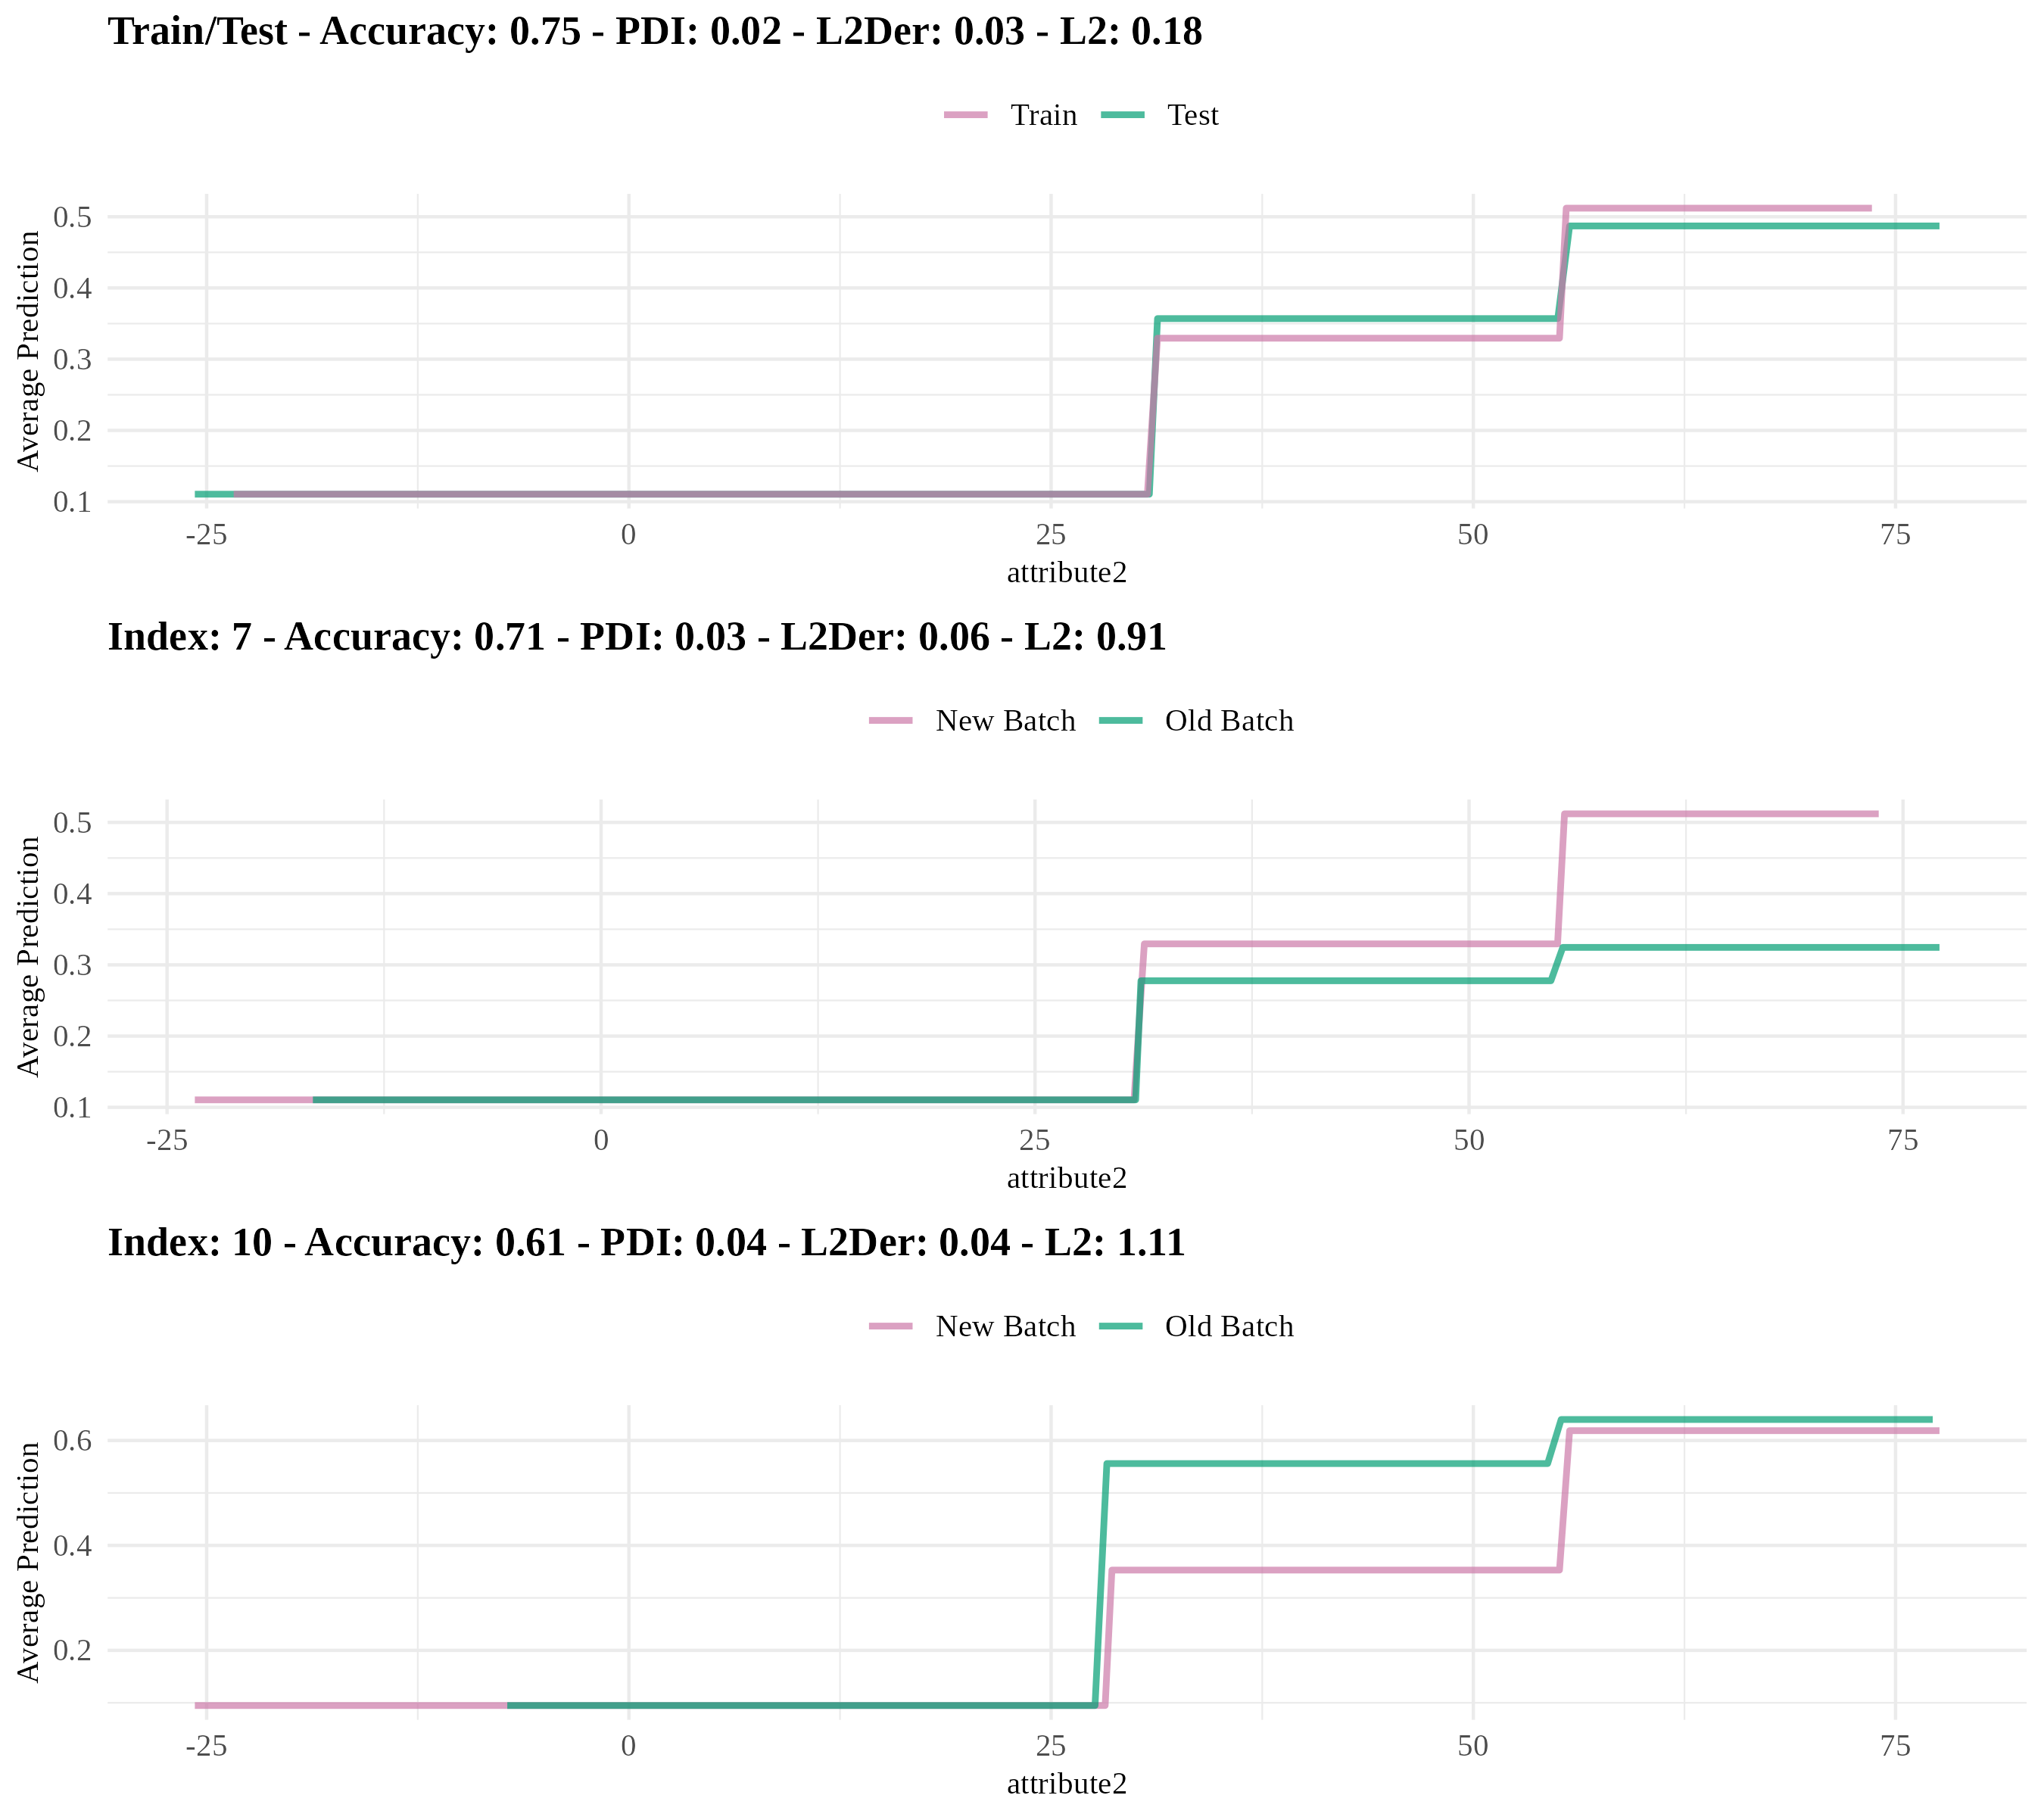 Train/Test - Accuracy: 0.75 - PDI: 0.02 - L2Der: 0.03 - L2: 0.18
Train Test
Average Prediction
0.5
0.4
0.3
0.2
0.1
-25 0 25 50 75
attribute2
Index: 7 - Accuracy: 0.71 - PDI: 0.03 - L2Der: 0.06 - L2: 0.91
New Batch Old Batch
Average Prediction
0.5
0.4
0.3
0.2
0.1
-25 0 25 50 75
attribute2
Index: 10 - Accuracy: 0.61 - PDI: 0.04 - L2Der: 0.04 - L2: 1.11
New Batch Old Batch
Average Prediction
0.6
0.4
0.2
-25 0 25 50 75
attribute2